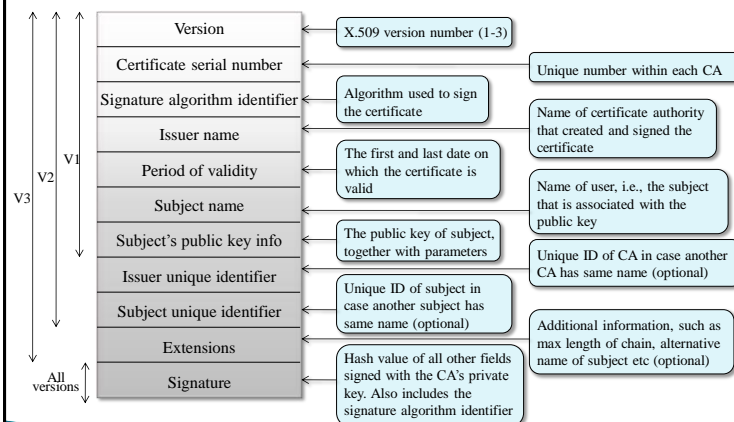 Version
X.509 version number (1-3)
Certificate serial number
Unique number within each CA
Signature algorithm identifier
Algorithm used to sign
the certificate
Issuer name
Name of certificate authority
that created and signed the
certificate
Period of validity
The first and last date on
which the certificate is
valid
Subject name
Name of user, i.e., the subject
that is associated with the
public key
Subject's public key info
The public key of subject,
together with parameters
Issuer unique identifier
Unique ID of CA in case another
CA has same name (optional)
Subject unique identifier
Unique ID of subject in
case another subject has
same name (optional)
Extensions
Additional information, such as
max length of chain, alternative
name of subject etc (optional)
Signature
Hash value of all other fields
signed with the CA's private
key. Also includes the
signature algorithm identifier
V3
V2
V1
All
versions